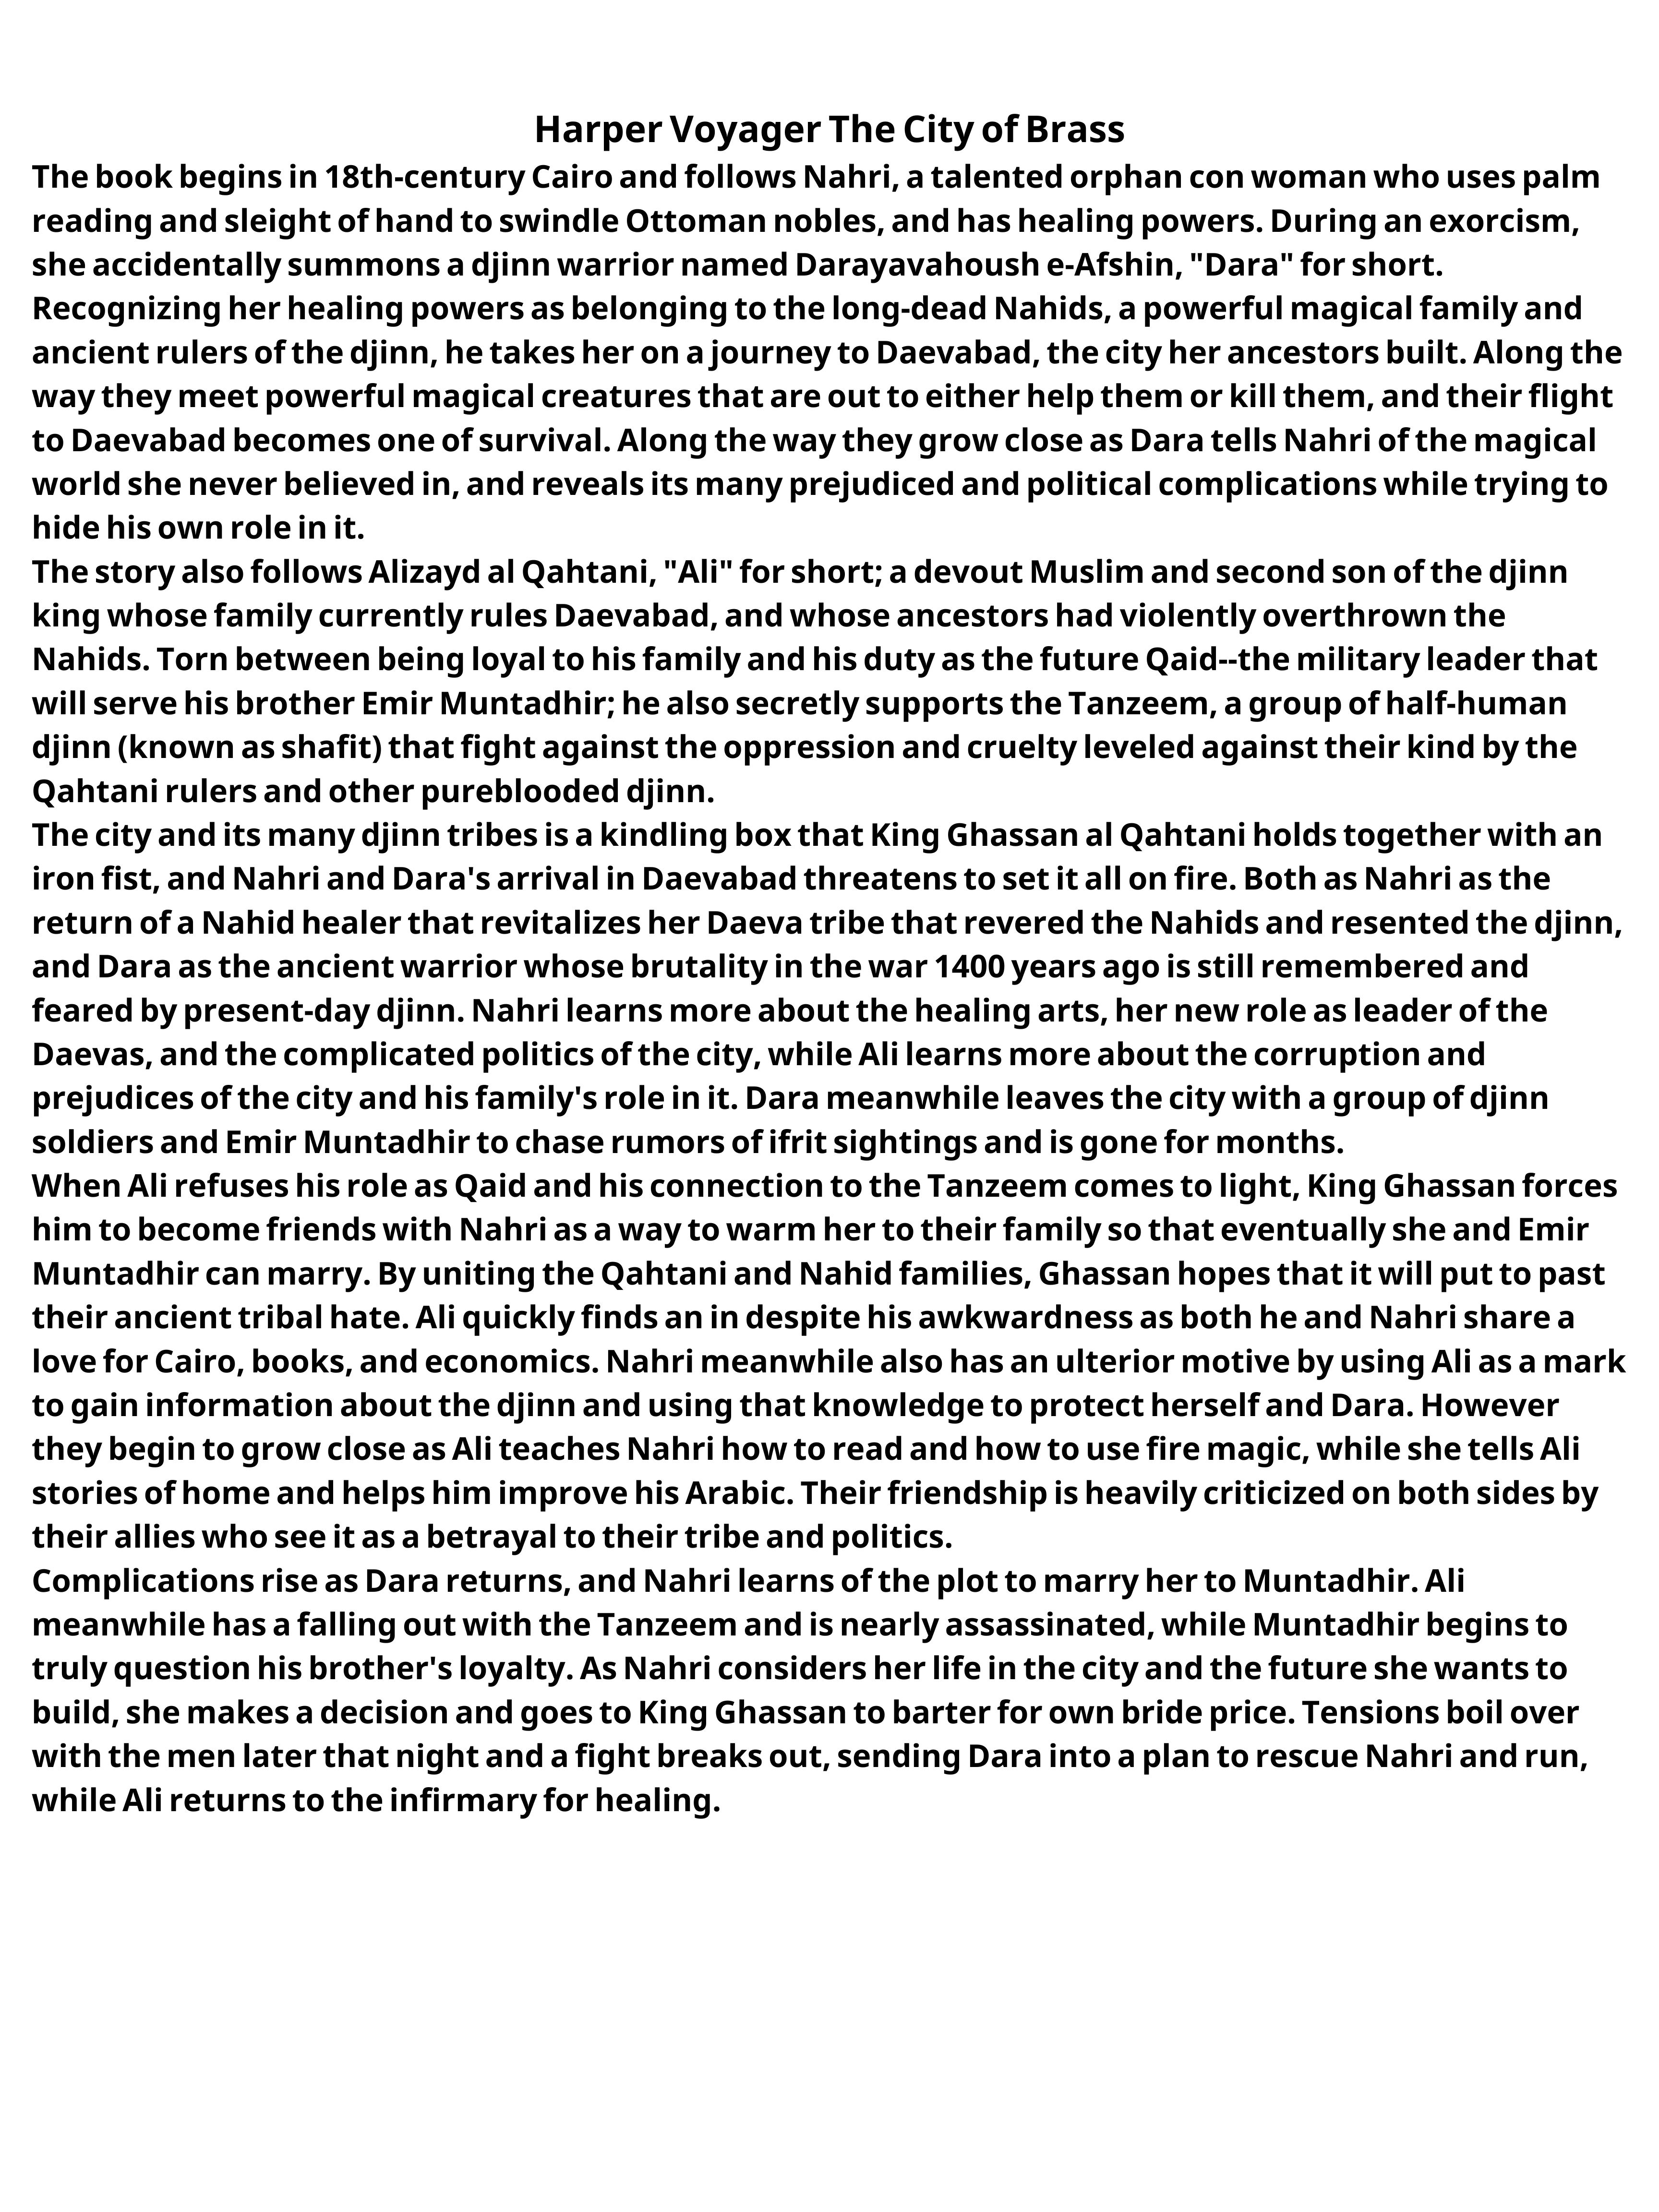 Harper Voyager The City of Brass
The book begins in 18th-century Cairo and follows Nahri, a talented orphan con woman who uses palm
reading and sleight of hand to swindle Ottoman nobles, and has healing powers. During an exorcism,
she accidentally summons a djinn warrior named Darayavahoush e-Afshin, "Dara" for short.
Recognizing her healing powers as belonging to the long-dead Nahids, a powerful magical family and
ancient rulers of the djinn, he takes her on a journey to Daevabad, the city her ancestors built. Along the
way they meet powerful magical creatures that are out to either help them or kill them, and their flight
to Daevabad becomes one of survival. Along the way they grow close as Dara tells Nahri of the magical
world she never believed in, and reveals its many prejudiced and political complications while trying to
hide his own role in it.
The story also follows Alizayd al Qahtani, "Ali" for short; a devout Muslim and second son of the djinn
king whose family currently rules Daevabad, and whose ancestors had violently overthrown the
Nahids. Torn between being loyal to his family and his duty as the future Qaid--the military leader that
will serve his brother Emir Muntadhir; he also secretly supports the Tanzeem, a group of half-human
djinn (known as shafit) that fight against the oppression and cruelty leveled against their kind by the
Qahtani rulers and other pureblooded djinn.
The city and its many djinn tribes is a kindling box that King Ghassan al Qahtani holds together with an
iron fist, and Nahri and Dara's arrival in Daevabad threatens to set it all on fire. Both as Nahri as the
return of a Nahid healer that revitalizes her Daeva tribe that revered the Nahids and resented the djinn,
and Dara as the ancient warrior whose brutality in the war 1400 years ago is still remembered and
feared by present-day djinn. Nahri learns more about the healing arts, her new role as leader of the
Daevas, and the complicated politics of the city, while Ali learns more about the corruption and
prejudices of the city and his family's role in it. Dara meanwhile leaves the city with a group of djinn
soldiers and Emir Muntadhir to chase rumors of ifrit sightings and is gone for months.
When Ali refuses his role as Qaid and his connection to the Tanzeem comes to light, King Ghassan forces
him to become friends with Nahri as a way to warm her to their family so that eventually she and Emir
Muntadhir can marry. By uniting the Qahtani and Nahid families, Ghassan hopes that it will put to past
their ancient tribal hate. Ali quickly finds an in despite his awkwardness as both he and Nahri share a
love for Cairo, books, and economics. Nahri meanwhile also has an ulterior motive by using Ali as a mark
to gain information about the djinn and using that knowledge to protect herself and Dara. However
they begin to grow close as Ali teaches Nahri how to read and how to use fire magic, while she tells Ali
stories of home and helps him improve his Arabic. Their friendship is heavily criticized on both sides by
their allies who see it as a betrayal to their tribe and politics.
Complications rise as Dara returns, and Nahri learns of the plot to marry her to Muntadhir. Ali
meanwhile has a falling out with the Tanzeem and is nearly assassinated, while Muntadhir begins to
truly question his brother's loyalty. As Nahri considers her life in the city and the future she wants to
build, she makes a decision and goes to King Ghassan to barter for own bride price. Tensions boil over
with the men later that night and a fight breaks out, sending Dara into a plan to rescue Nahri and run,
while Ali returns to the infirmary for healing.